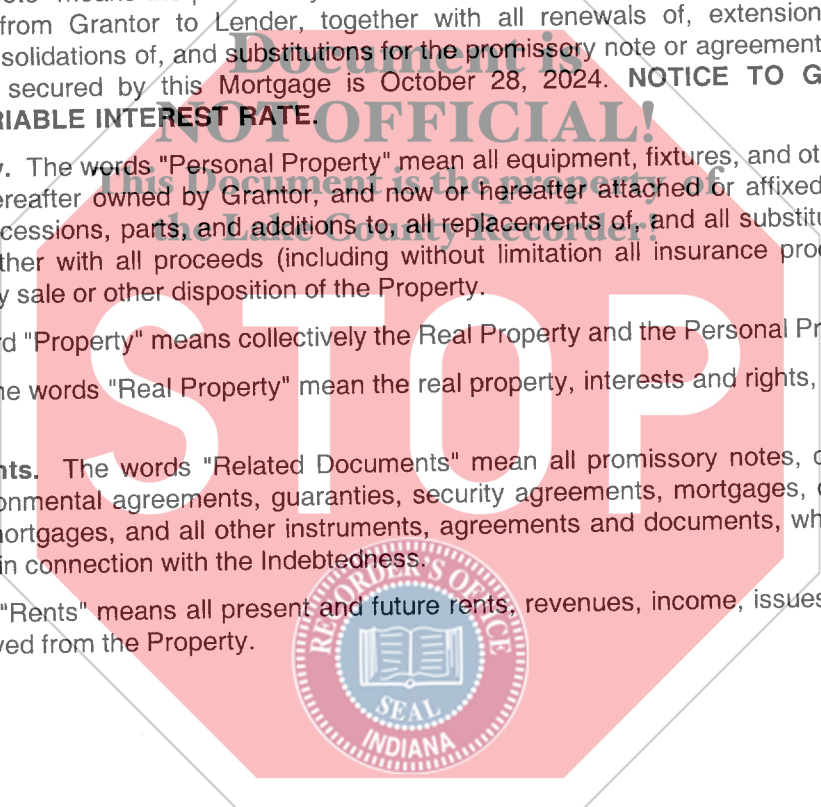 means the
from Grantor to Lender, together with all renewals of, extension
solidations of, and substitutions for the promissory note or agreement
secured by this Mortgage is October 28, 2024. NOTICE TO G
RIABLE INTEREST RATE.
y. The words "Personal Property" mean all equipment, fixtures, and ot
ereafter owned by Grantor, and now or hereafter attached or affixed
cessions, parts, and additions to, all replacements of, and all substitu
ther with all proceeds (including without limitation all insurance pro
y sale or other disposition of the Property.
rd "Property" means collectively the Real Property and the Personal Pr
he words "Real Property" mean the real property, interests and rights,
nts. The words "Related Documents" mean all promissory notes, c
onmental agreements, guaranties, security agreements, mortgages,
nortgages, and all other instruments, agreements and documents, wh
in connection with the Indebtedness.
"Rents" means all present and future rents, revenues, income, issues
ved from the Property.
Document is
NOT OFFICIAL!
This Document is the property of
the Lake County Recorder!
STOP
RECORDER'S OFFICE
SEAL
INDIANA